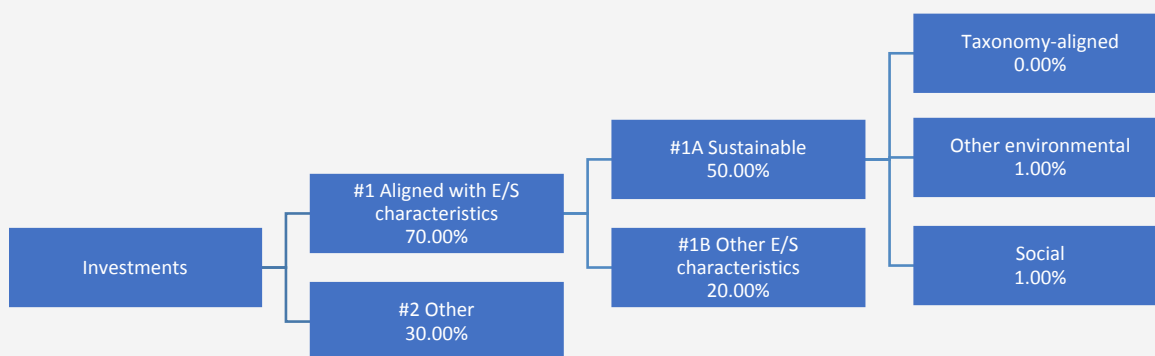 Investments
#1 Aligned with E/S
characteristics
70.00%
#2 Other
30.00%
#1A Sustainable
50.00%
#1B Other E/S
characteristics
20.00%
Taxonomy-aligned
0.00%
Other environmental
1.00%
Social
1.00%